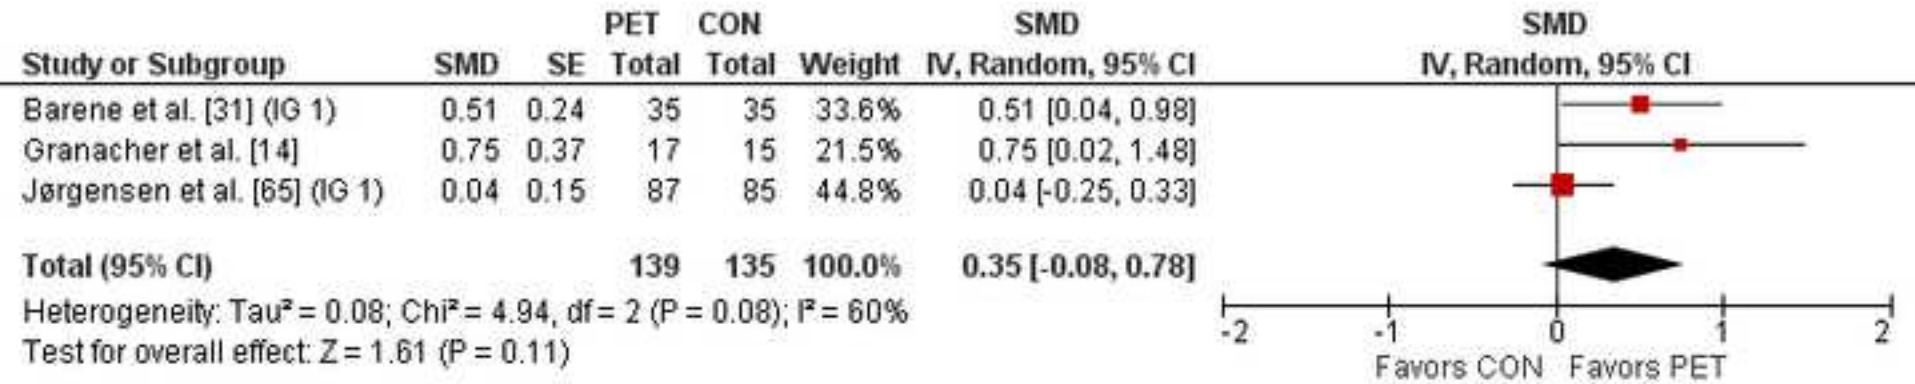 PET CON SMD SMD
Study or Subgroup SMD SE Total Total Weight IV, Random, 95% CI IV, Random, 95% CI
Barene et al. [31] (IG 1) 0.51 0.24 35 35 33.6% 0.51 [0.04, 0.98]
Granacher et al. [14] 0.75 0.37 17 15 21.5% 0.75 [0.02, 1.48]
Jørgensen et al. [65] (IG 1) 0.04 0.15 87 85 44.8% 0.04 [-0.25, 0.33]
Total (95% CI) 139 135 100.0% 0.35 [-0.08, 0.78]
Heterogeneity: Tau² = 0.08; Chi² = 4.94, df = 2 (P = 0.08); I² = 60%
Test for overall effect: Z = 1.61 (P = 0.11)
-2 -1 0 1 2
Favors CON Favors PET